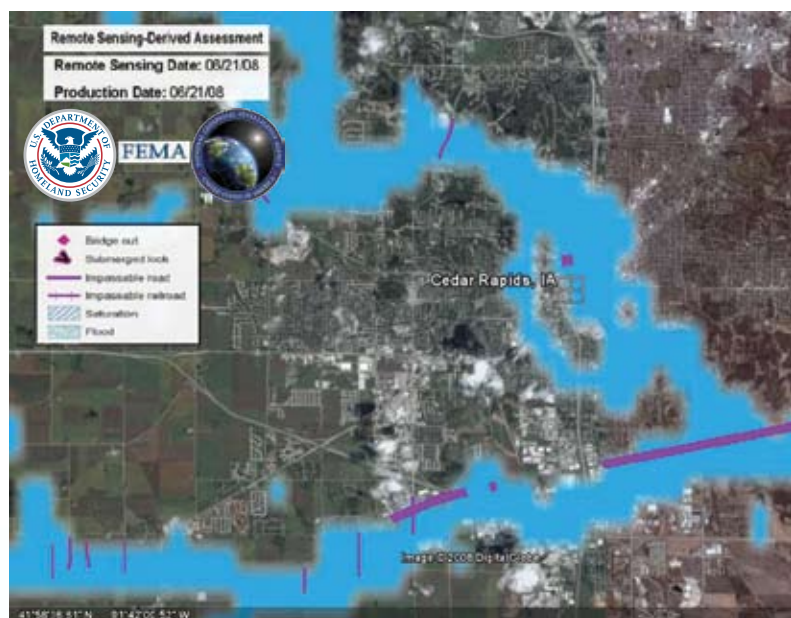 Remote Sensing-Derived Assessment
Remote Sensing Date: 06/21/08
Production Date: 06/21/08
U.S. DEPARTMENT OF
HOMELAND SECURITY
FEMA
Bridge out
Submerged lock
Impassable road
Impassable railroad
Saturation
Flood
Cedar Rapids, IA
Image © 2008 DigitalGlobe